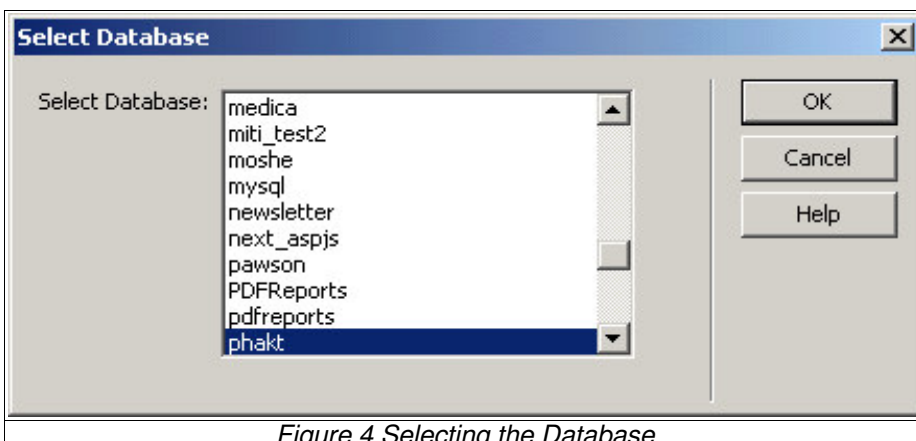 Select Database
Select Database:
medica
miti_test2
moshe
mysql
newsletter
next_aspjs
pawson
PDFReports
pdfreports
phakt
OK
Cancel
Help
Figure 4 Selecting the Database